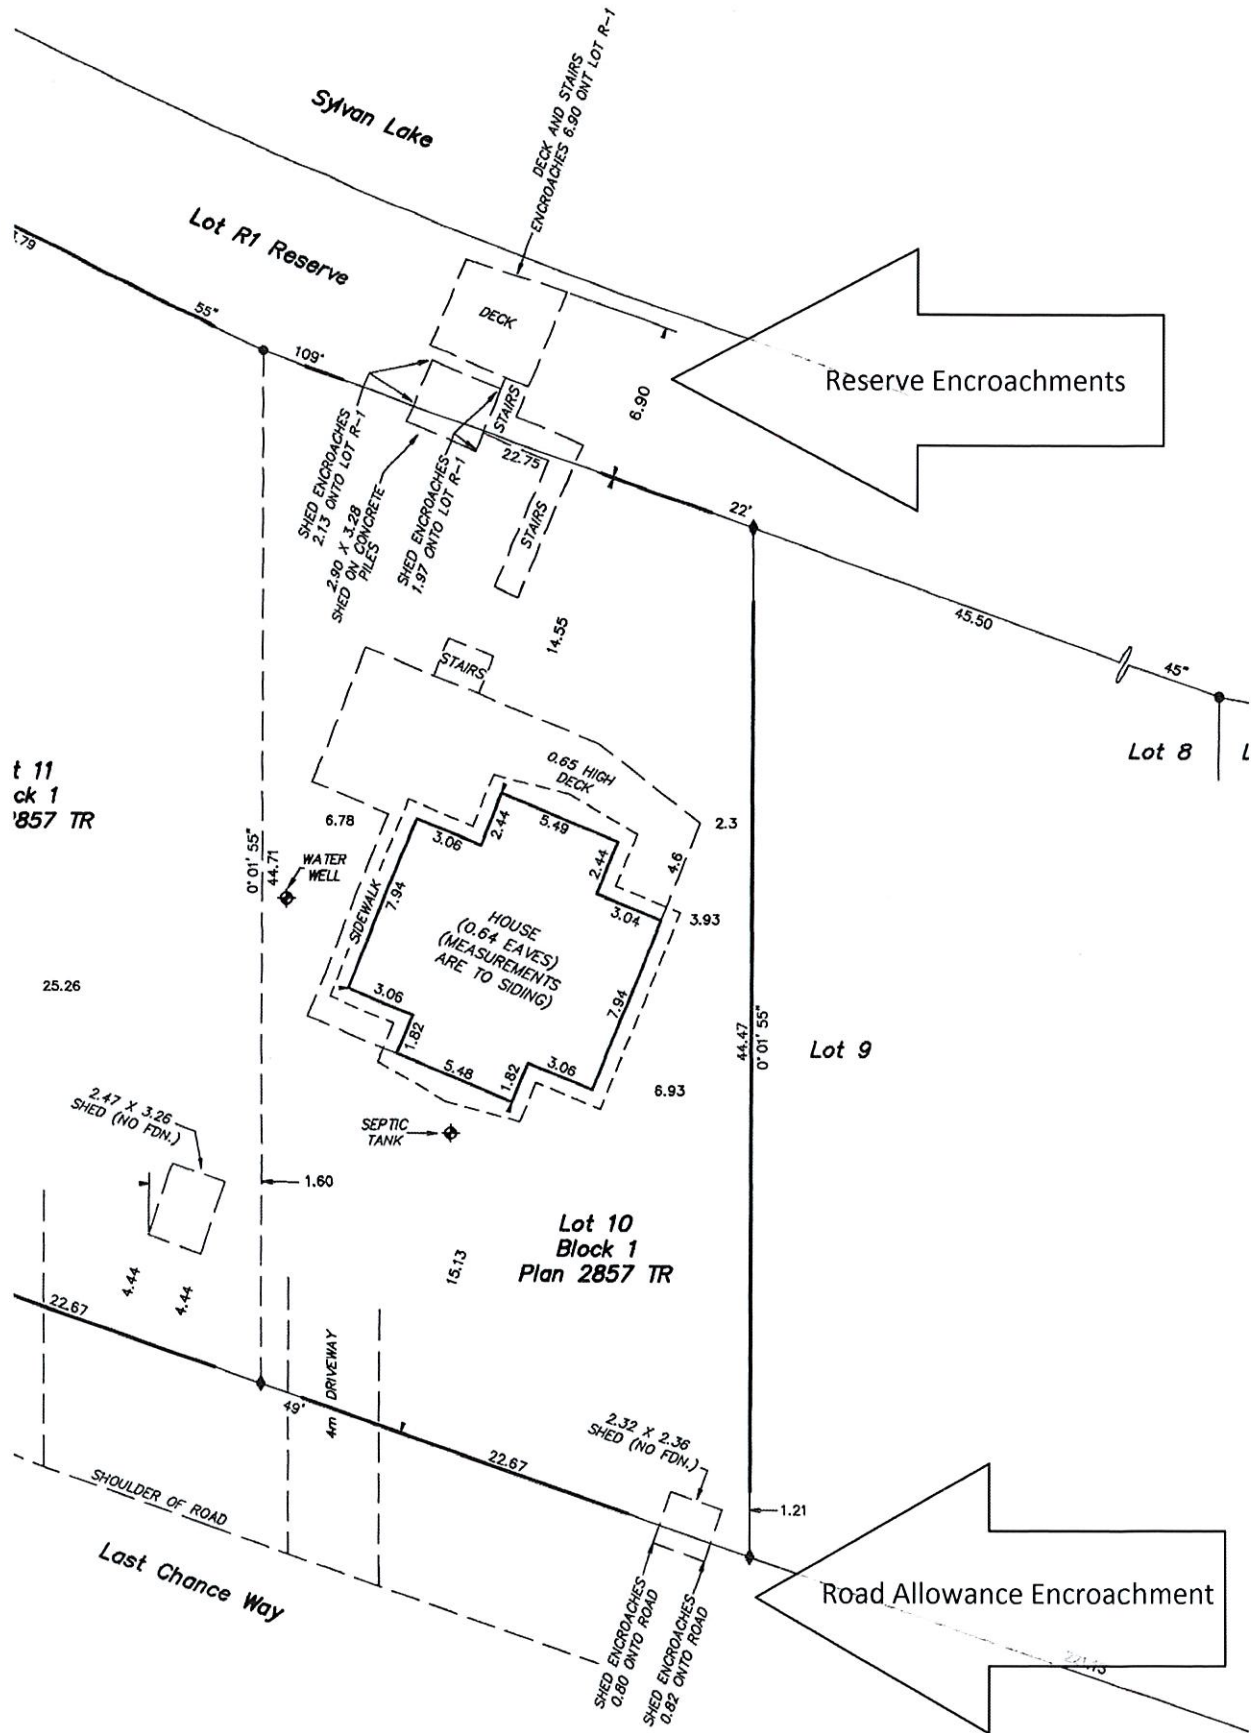 DECK AND STAIRS
ENCROACHES 6.90 ONT LOT R-1
Sylvan Lake
Lot R1 Reserve
55"
109°
DECK
Reserve Encroachments
6.90
STAIRS
22.75
SHED ENCROACHES
2.13 ONTO LOT R-1
2.90 X 3.28
SHED ON CONCRETE
PILES
SHED ENCROACHES
1.97 ONTO LOT R-1
STAIRS
22'
45.50
45"
14.55
STAIRS
Lot 8
0.65 HIGH
DECK
t 11
ck 1
857 TR
6.78
2.3
3.06
2.44
5.49
2.44
4.6
3.04
3.93
0° 01' 55"
44.71
WATER
WELL
SIDEWALK
7.94
HOUSE
(0.64 EAVES)
(MEASUREMENTS
ARE TO SIDING)
7.94
25.26
3.06
1.82
5.48
1.82
3.06
44.47
0° 01' 55"
Lot 9
6.93
2.47 X 3.26
SHED (NO FDN.)
SEPTIC
TANK
1.60
Lot 10
Block 1
Plan 2857 TR
15.13
4.44
4.44
22.67
4m DRIVEWAY
49'
22.67
2.32 X 2.36
SHED (NO FDN.)
1.21
SHOULDER OF ROAD
Last Chance Way
SHED ENCROACHES
0.80 ONTO ROAD
SHED ENCROACHES
0.82 ONTO ROAD
Road Allowance Encroachment